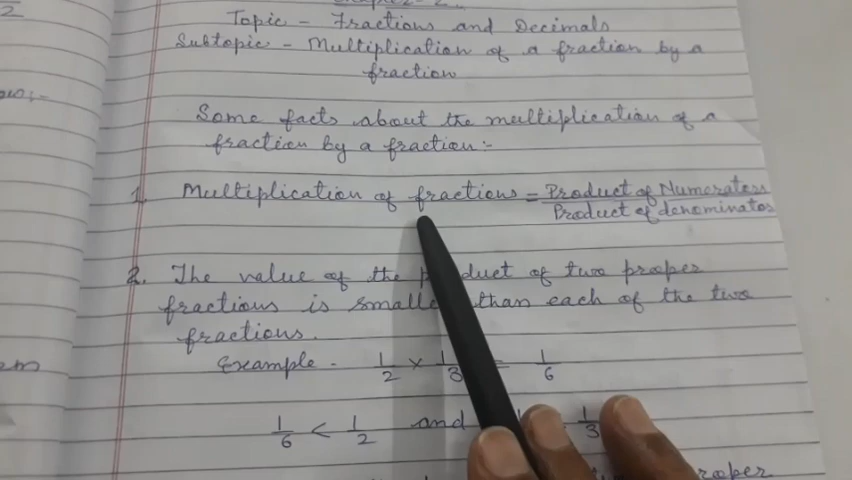 Topic - Fractions and Decimals
Subtopic - Multiplication of a fraction by a
fraction
Some facts about the multiplication of a
fraction by a fraction:-
1. Multiplication of fractions = Product of Numerators
Product of denominator
2. The value of the product of two proper
fractions is smaller than each of the two
fractions.
Example - 1/2 × 1/3 = 1/6
1/6 < 1/2 and 1/3